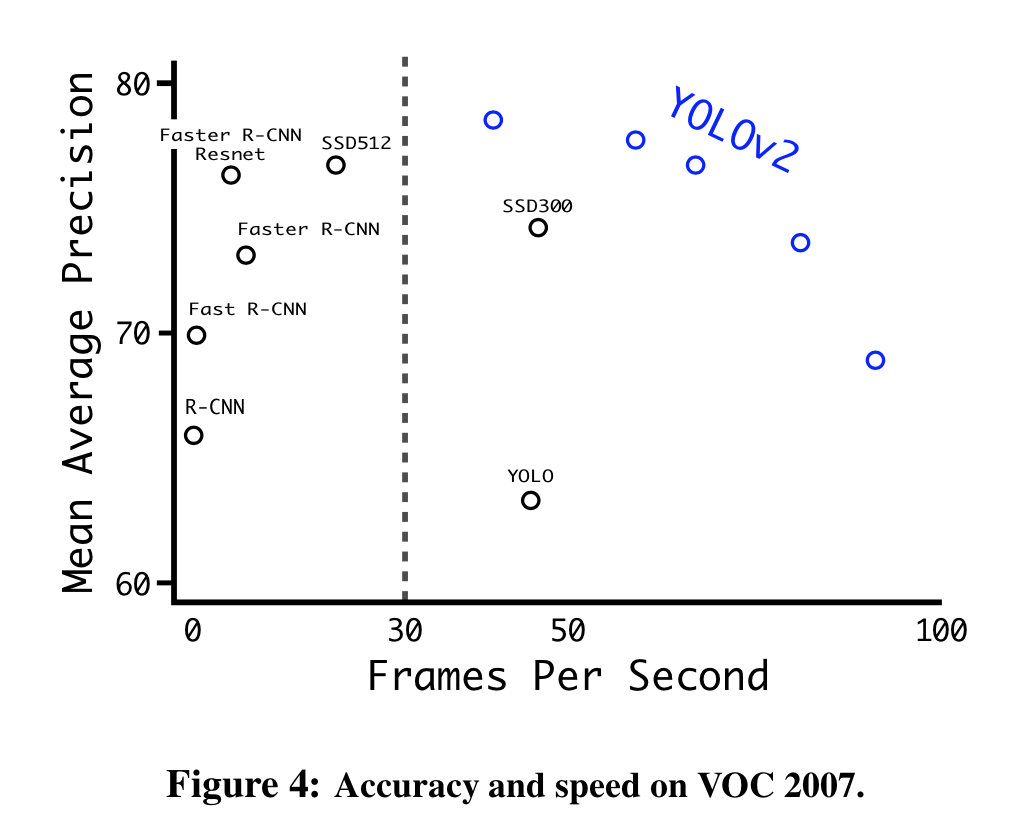 80
YOLOv2
Faster R-CNN
Resnet
SSD512
SSD300
Faster R-CNN
Fast R-CNN
70
R-CNN
YOLO
60
Mean Average Precision
0 30 50 100
Frames Per Second
Figure 4: Accuracy and speed on VOC 2007.